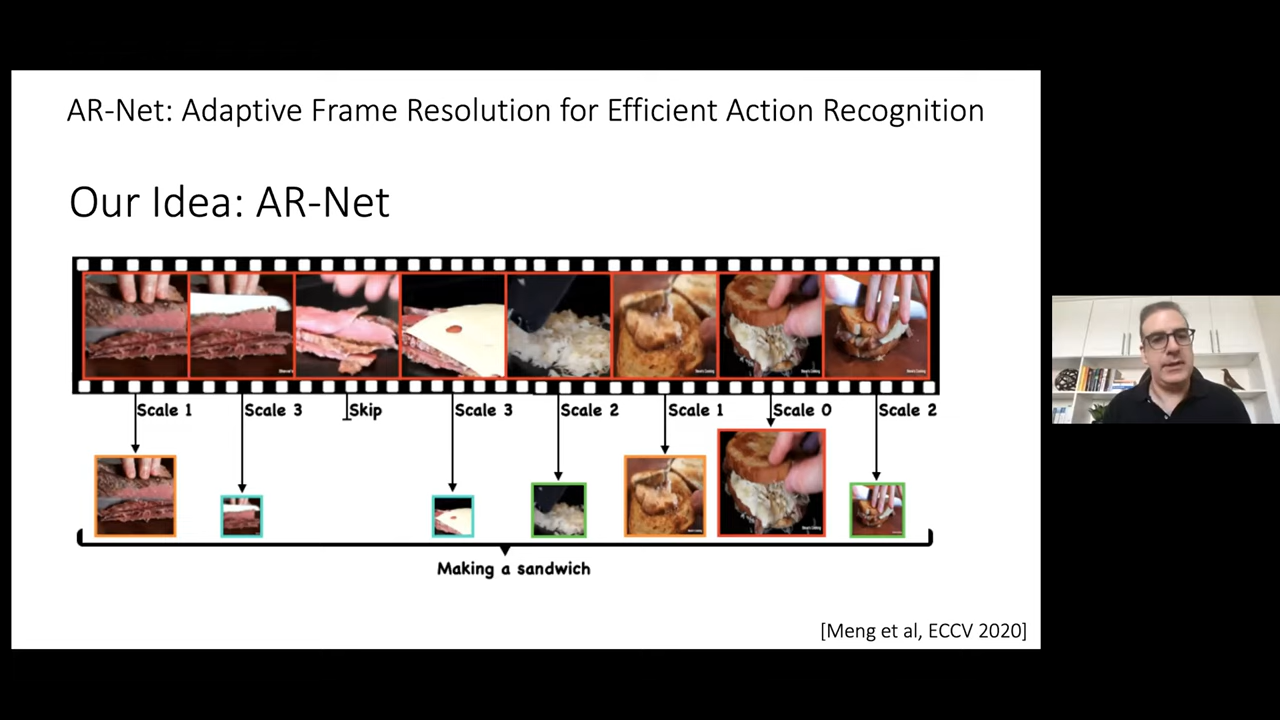 AR-Net: Adaptive Frame Resolution for Efficient Action Recognition
Our Idea: AR-Net
Scale 1 Scale 3 Skip Scale 3 Scale 2 Scale 1 Scale 0 Scale 2
Making a sandwich
[Meng et al, ECCV 2020]